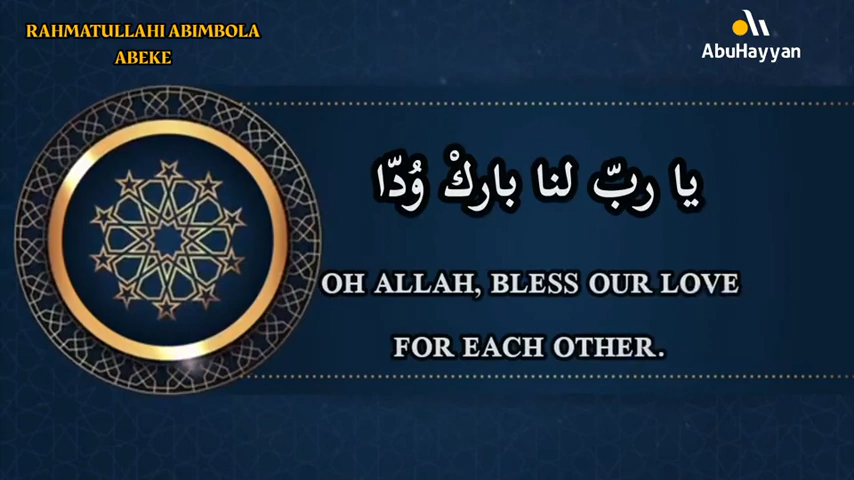 RAHMATULLAHI ABIMBOLA
ABEKE
AbuHayyan
يا ربّ لنا باركْ وُدّا
OH ALLAH, BLESS OUR LOVE
FOR EACH OTHER.